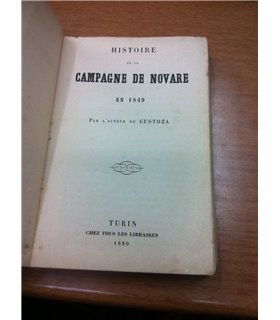 HISTOIRE
DE LA
CAMPAGNE DE NOVARE
EN 1849
PAR L'AUTEUR DE CUSTOZA
TURIN
CHEZ TOUS LES LIBRAIRES
1850